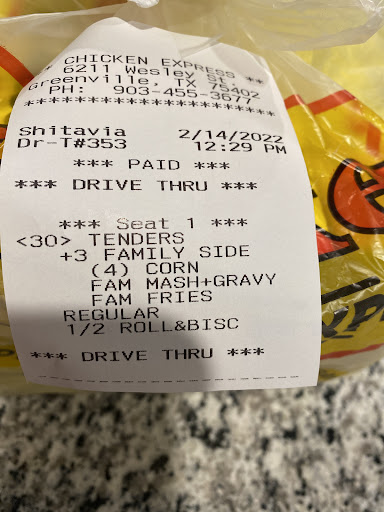 * CHICKEN EXPRESS **
6211 Wesley St.
Greenville, TX 75402
PH: 903-455-3677
**********************
Shitavia 2/14/2022
Dr-T#353 12:29 PM
*** PAID ***
*** DRIVE THRU ***
*** Seat 1 ***
<30> TENDERS
+3 FAMILY SIDE
(4) CORN
FAM MASH+GRAVY
FAM FRIES
REGULAR
1/2 ROLL&BISC
*** DRIVE THRU ***